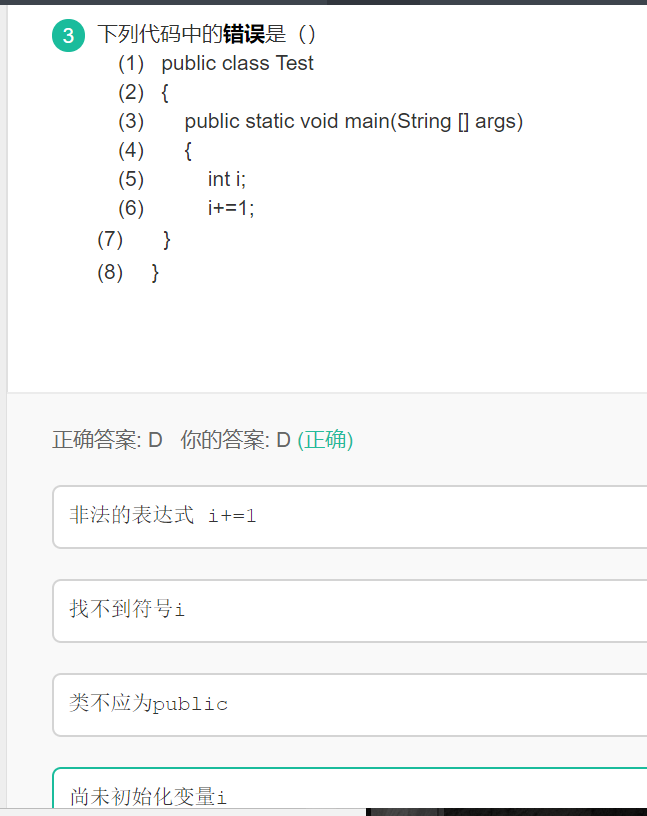 3 下列代码中的错误是（）
(1) public class Test
(2) {
(3) public static void main(String [] args)
(4) {
(5) int i;
(6) i+=1;
(7) }
(8) }
正确答案: D 你的答案: D (正确)
非法的表达式 i+=1
找不到符号i
类不应为public
尚未初始化变量i